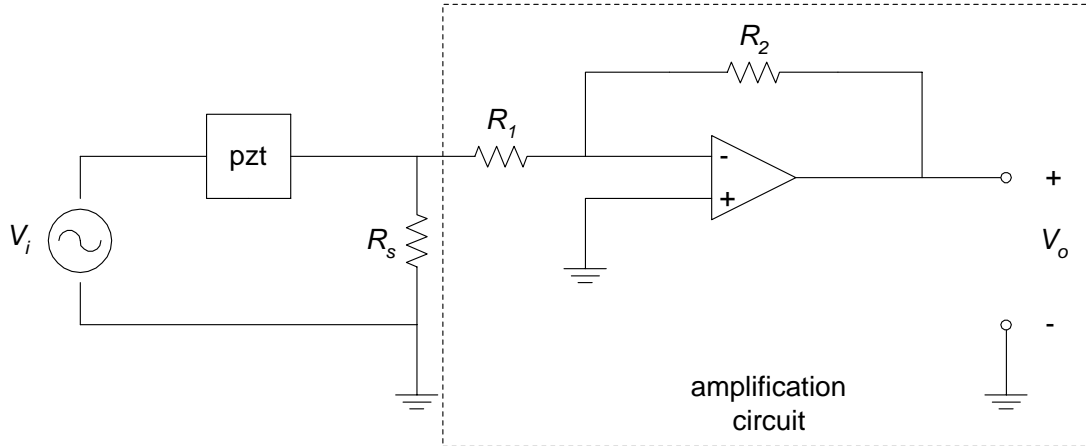 R2
R1
pzt
-
+
+
Vi
Rs
Vo
-
amplification
circuit